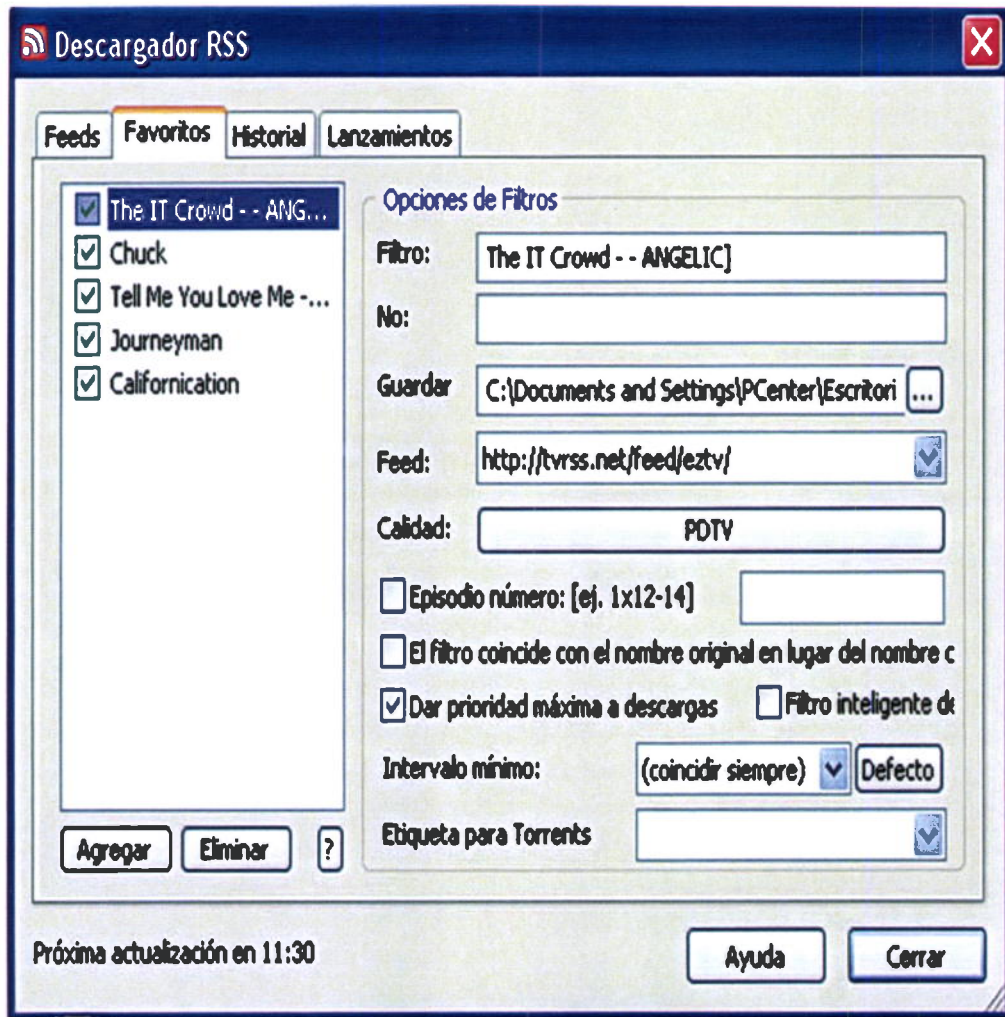 Descargador RSS
Feeds Favoritos Historial Lanzamientos
The IT Crowd - - ANG...
Chuck
Tell Me You Love Me -...
Journeyman
Californication
Agregar Eliminar ?
Opciones de Filtros
Filtro: The IT Crowd - - ANGELIC]
No:
Guardar C:\Documents and Settings\PCenter\Escritori ...
Feed: http://tvrss.net/feed/eztv/
Calidad: PDTV
Episodio número: [ej. 1x12-14]
El filtro coincide con el nombre original en lugar del nombre c
Dar prioridad máxima a descargas Filtro inteligente de
Intervalo mínimo: (coincidir siempre) Defecto
Etiqueta para Torrents
Próxima actualización en 11:30
Ayuda Cerrar